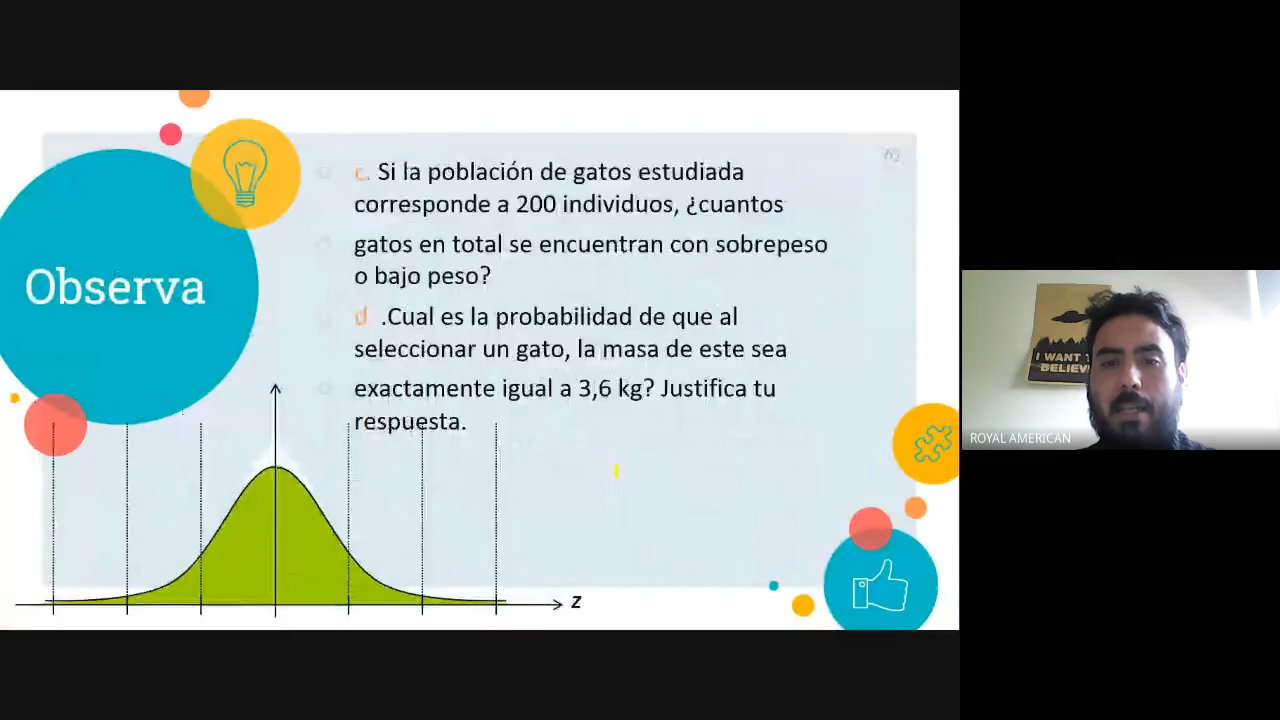 Observa
70
c. Si la población de gatos estudiada
corresponde a 200 individuos, ¿cuantos
gatos en total se encuentran con sobrepeso
o bajo peso?
d .Cual es la probabilidad de que al
seleccionar un gato, la masa de este sea
exactamente igual a 3,6 kg? Justifica tu
respuesta.
z
I WANT
BELIEVE
ROYAL AMERICAN